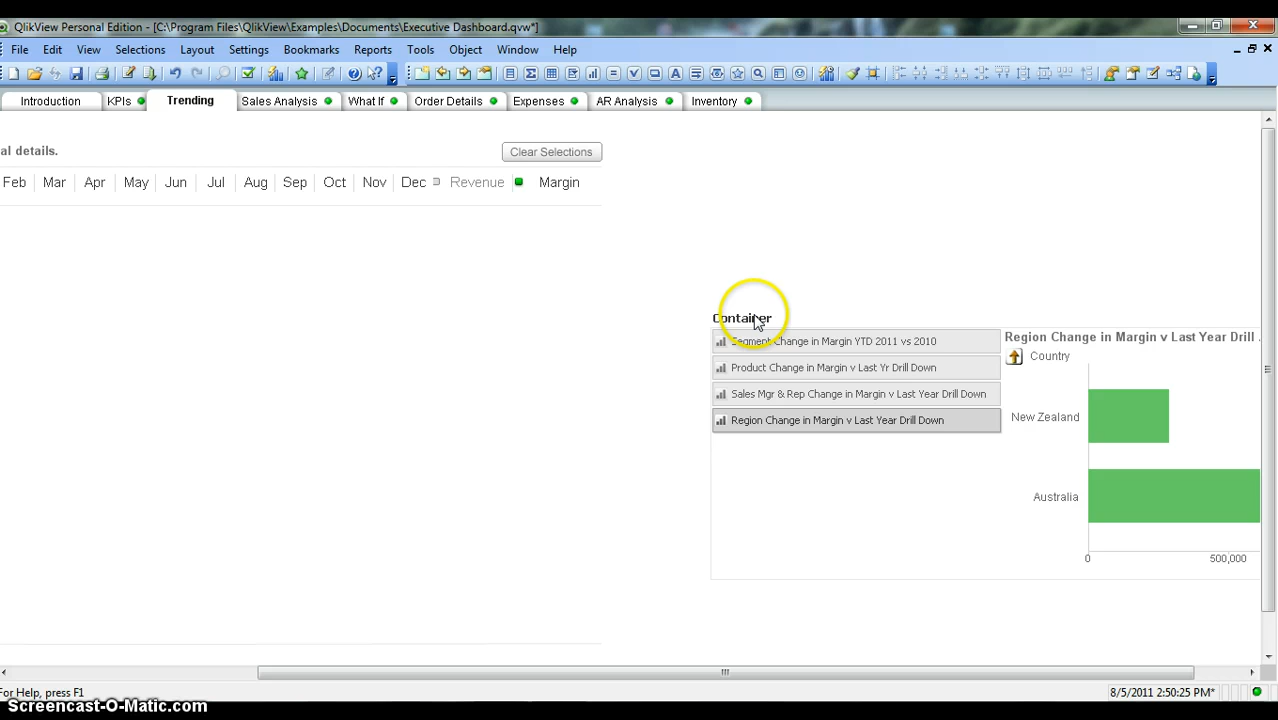 QlikView Personal Edition - [C:\Program Files\QlikView\Examples\Documents\Executive Dashboard.qvw*]
File Edit View Selections Layout Settings Bookmarks Reports Tools Object Window Help
Introduction KPIs Trending Sales Analysis What If Order Details Expenses AR Analysis Inventory
al details.
Clear Selections
Feb Mar Apr May Jun Jul Aug Sep Oct Nov Dec Revenue Margin
Container
Segment Change in Margin YTD 2011 vs 2010
Product Change in Margin v Last Yr Drill Down
Sales Mgr & Rep Change in Margin v Last Year Drill Down
Region Change in Margin v Last Year Drill Down
Region Change in Margin v Last Year Drill .
Country
New Zealand
Australia
0 500,000
For Help, press F1
8/5/2011 2:50:25 PM*
Screencast-O-Matic.com